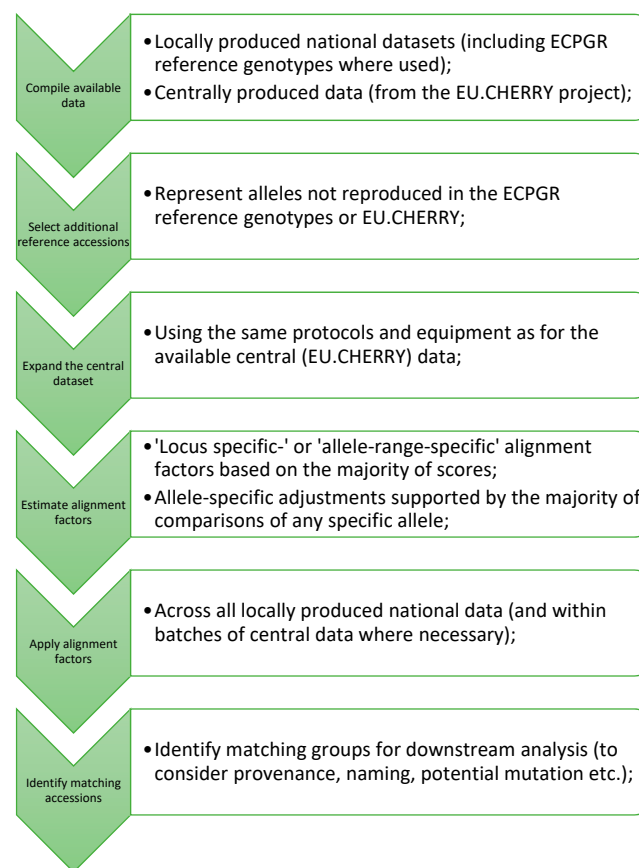 Compile available
data
•Locally produced national datasets (including ECPGR
reference genotypes where used);
•Centrally produced data (from the EU.CHERRY project);
Select additional
reference accessions
•Represent alleles not reproduced in the ECPGR
reference genotypes or EU.CHERRY;
Expand the central
dataset
•Using the same protocols and equipment as for the
available central (EU.CHERRY) data;
Estimate alignment
factors
•'Locus specific-' or 'allele-range-specific' alignment
factors based on the majority of scores;
•Allele-specific adjustments supported by the majority of
comparisons of any specific allele;
Apply alignment
factors
•Across all locally produced national data (and within
batches of central data where necessary);
Identify matching
accessions
•Identify matching groups for downstream analysis (to
consider provenance, naming, potential mutation etc.);